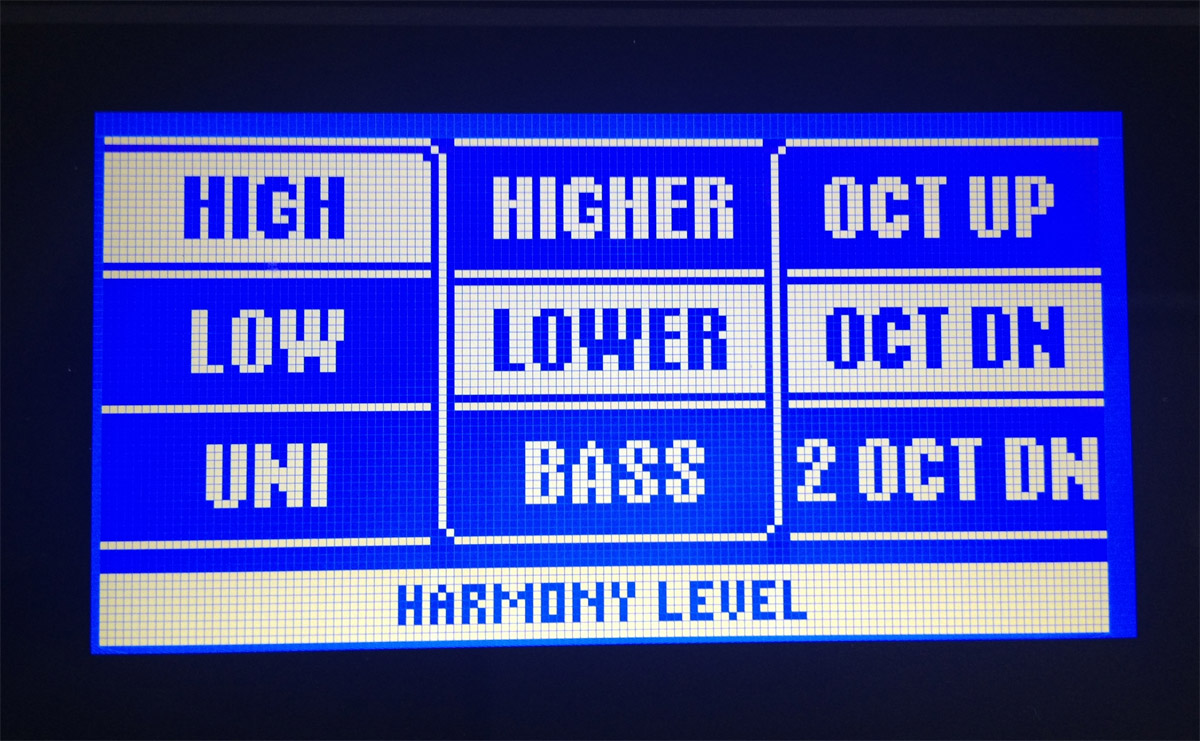 HIGH HIGHER OCT UP
LOW LOWER OCT DN
UNI BASS 2 OCT DN
HARMONY LEVEL